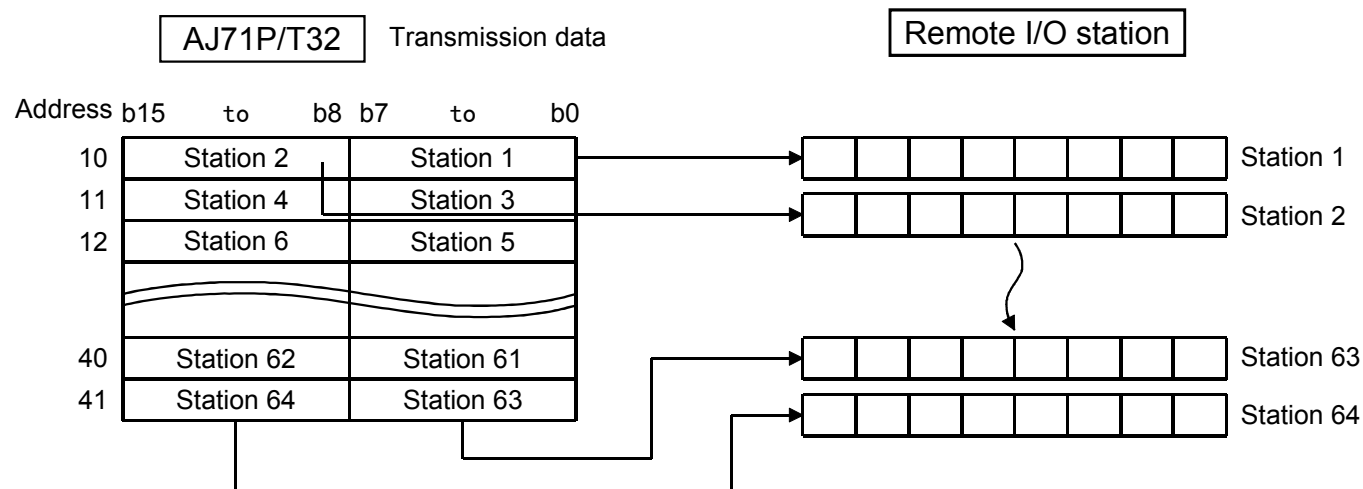 AJ71P/T32 Transmission data Remote I/O station
Address b15 to b8 b7 to b0
10 Station 2 Station 1 Station 1
11 Station 4 Station 3 Station 2
12 Station 6 Station 5
40 Station 62 Station 61 Station 63
41 Station 64 Station 63 Station 64